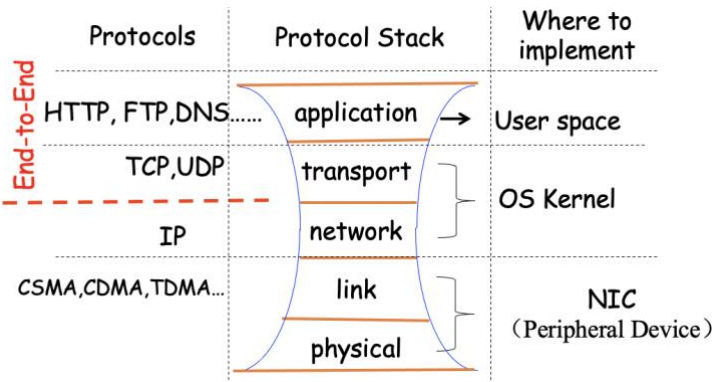 Protocols
Protocol Stack
Where to
implement
End-to-End
HTTP, FTP,DNS……
application
User space
TCP,UDP
transport
OS Kernel
IP
network
CSMA,CDMA,TDMA…
link
NIC
（Peripheral Device）
physical